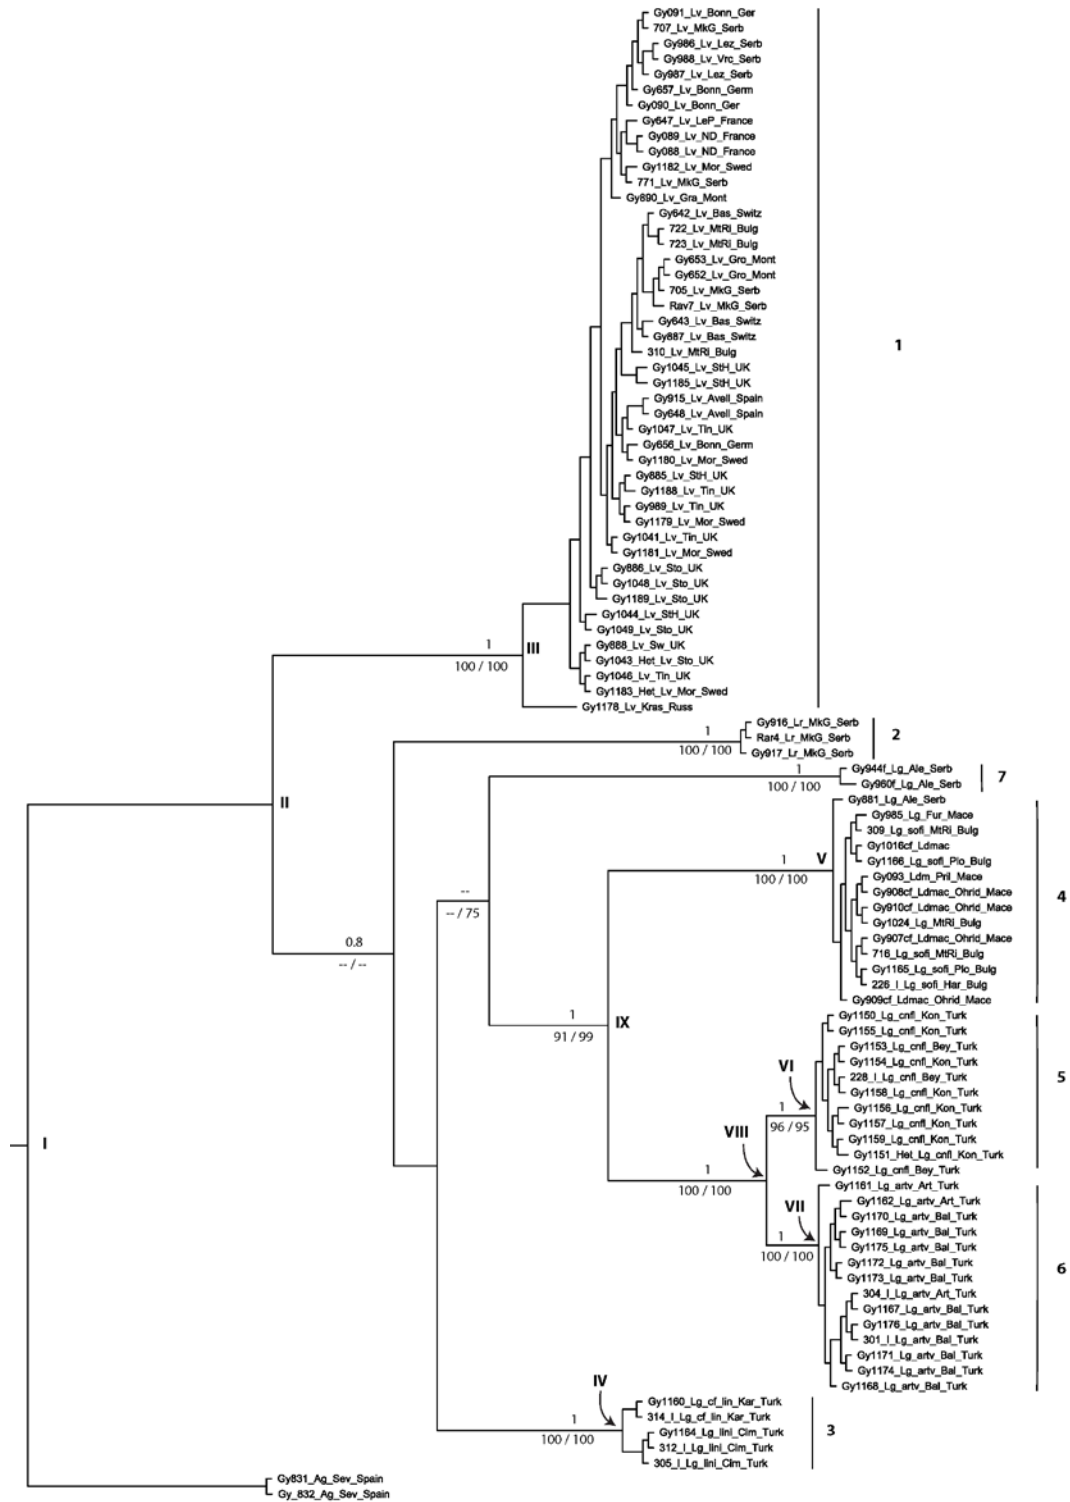 Gy091_Lv_Bonn_Ger
707_Lv_MkG_Serb
Gy986_Lv_Lez_Serb
Gy988_Lv_Vrc_Serb
Gy987_Lv_Lez_Serb
Gy657_Lv_Bonn_Germ
Gy090_Lv_Bonn_Ger
Gy647_Lv_LeP_France
Gy089_Lv_ND_France
Gy088_Lv_ND_France
Gy1182_Lv_Mor_Swed
771_Lv_MkG_Serb
Gy890_Lv_Gra_Mont
Gy642_Lv_Bas_Switz
722_Lv_MtRi_Bulg
723_Lv_MtRi_Bulg
Gy653_Lv_Gro_Mont
Gy652_Lv_Gro_Mont
705_Lv_MkG_Serb
Rav7_Lv_MkG_Serb
Gy643_Lv_Bas_Switz
Gy887_Lv_Bas_Switz
310_Lv_MtRi_Bulg
1
Gy1045_Lv_StH_UK
Gy1185_Lv_StH_UK
Gy915_Lv_Avell_Spain
Gy648_Lv_Avell_Spain
Gy1047_Lv_Tin_UK
Gy656_Lv_Bonn_Germ
Gy1180_Lv_Mor_Swed
Gy885_Lv_StH_UK
Gy1188_Lv_Tin_UK
Gy989_Lv_Tin_UK
Gy1179_Lv_Mor_Swed
Gy1041_Lv_Tin_UK
Gy1181_Lv_Mor_Swed
Gy886_Lv_Sto_UK
Gy1048_Lv_Sto_UK
Gy1189_Lv_Sto_UK
Gy1044_Lv_StH_UK
Gy1049_Lv_Sto_UK
1
III
100 / 100
Gy888_Lv_Sw_UK
Gy1043_Het_Lv_Sto_UK
Gy1046_Lv_Tin_UK
Gy1183_Het_Lv_Mor_Swed
Gy1178_Lv_Kras_Russ
Gy916_Lr_MkG_Serb
1
Rar4_Lr_MkG_Serb
2
100 / 100
Gy917_Lr_MkG_Serb
Gy944f_Lg_Ale_Serb
1
7
100 / 100
Gy960f_Lg_Ale_Serb
II
Gy881_Lg_Ale_Serb
Gy985_Lg_Fur_Mace
309_Lg_sofi_MtRi_Bulg
Gy1016cf_Ldmac
1
V
Gy1166_Lg_sofi_Plo_Bulg
100 / 100
Gy093_Ldm_Pril_Mace
Gy908cf_Ldmac_Ohrid_Mace
4
Gy910cf_Ldmac_Ohrid_Mace
Gy1024_Lg_MtRi_Bulg
--
-- / 75
Gy907cf_Ldmac_Ohrid_Mace
716_Lg_sofi_MtRi_Bulg
0.8
-- / --
Gy1165_Lg_sofi_Plo_Bulg
226_I_Lg_sofi_Har_Bulg
Gy909cf_Ldmac_Ohrid_Mace
1
IX
91 / 99
Gy1150_Lg_cnfl_Kon_Turk
Gy1155_Lg_cnfl_Kon_Turk
Gy1153_Lg_cnfl_Bey_Turk
Gy1154_Lg_cnfl_Kon_Turk
VI
228_I_Lg_cnfl_Bey_Turk
5
Gy1158_Lg_cnfl_Kon_Turk
1
96 / 95
Gy1156_Lg_cnfl_Kon_Turk
Gy1157_Lg_cnfl_Kon_Turk
VIII
Gy1159_Lg_cnfl_Kon_Turk
I
Gy1151_Het_Lg_cnfl_Kon_Turk
Gy1152_Lg_cnfl_Bey_Turk
1
100 / 100
Gy1161_Lg_artv_Art_Turk
VII
Gy1162_Lg_artv_Art_Turk
Gy1170_Lg_artv_Bal_Turk
Gy1169_Lg_artv_Bal_Turk
1
100 / 100
Gy1175_Lg_artv_Bal_Turk
Gy1172_Lg_artv_Bal_Turk
6
Gy1173_Lg_artv_Bal_Turk
304_I_Lg_artv_Art_Turk
Gy1167_Lg_artv_Bal_Turk
Gy1176_Lg_artv_Bal_Turk
301_I_Lg_artv_Bal_Turk
Gy1171_Lg_artv_Bal_Turk
Gy1174_Lg_artv_Bal_Turk
Gy1168_Lg_artv_Bal_Turk
IV
Gy1160_Lg_cf_lin_Kar_Turk
314_I_Lg_cf_lin_Kar_Turk
1
100 / 100
Gy1164_Lg_lini_Cim_Turk
3
312_I_Lg_lini_Cim_Turk
305_I_Lg_lini_Cim_Turk
Gy831_Ag_Sev_Spain
Gy_832_Ag_Sev_Spain